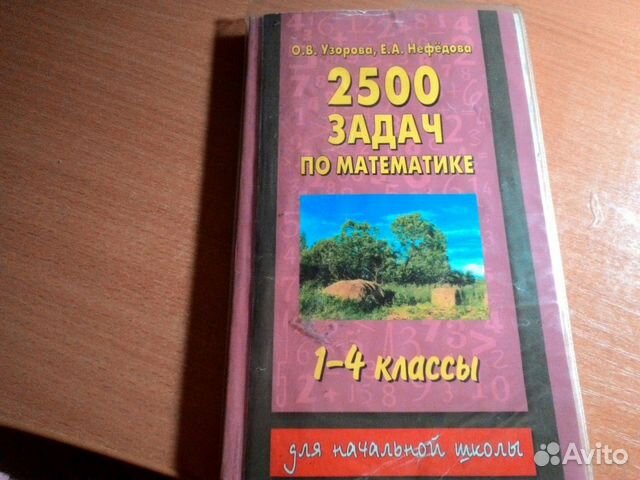 О.В. Узорова, Е.А. Нефёдова
2500
ЗАДАЧ
ПО МАТЕМАТИКЕ
1–4 классы
для начальной школы
Avito